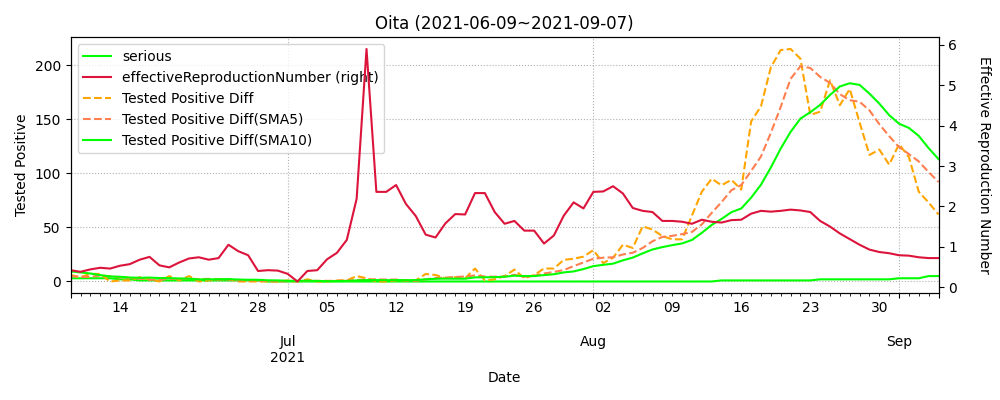 Oita (2021-06-09~2021-09-07)
serious
effectiveReproductionNumber (right)
Tested Positive Diff
Tested Positive Diff(SMA5)
Tested Positive Diff(SMA10)
Tested Positive
200
150
100
50
0
6
5
4
3
2
1
0
Effective Reproduction Number
14 21 28 05 12 19 26 02 09 16 23 30
Jul Aug Sep
2021
Date